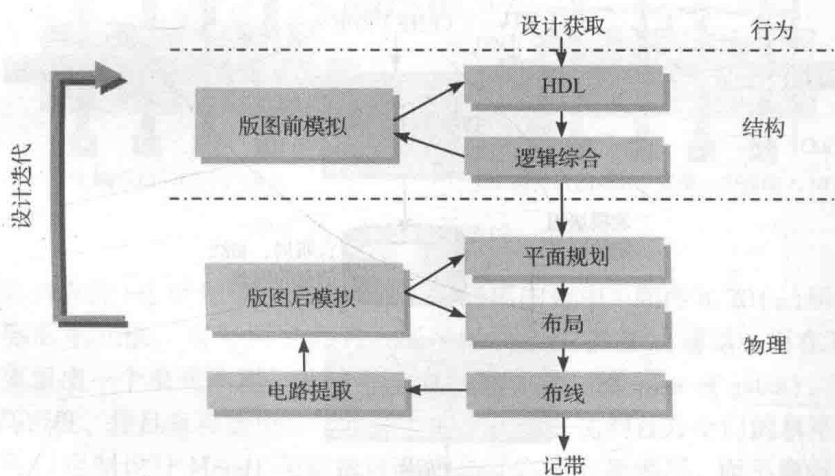 设计获取
行为
HDL
版图前模拟
结构
逻辑综合
设计迭代
平面规划
版图后模拟
布局
物理
电路提取
布线
记带